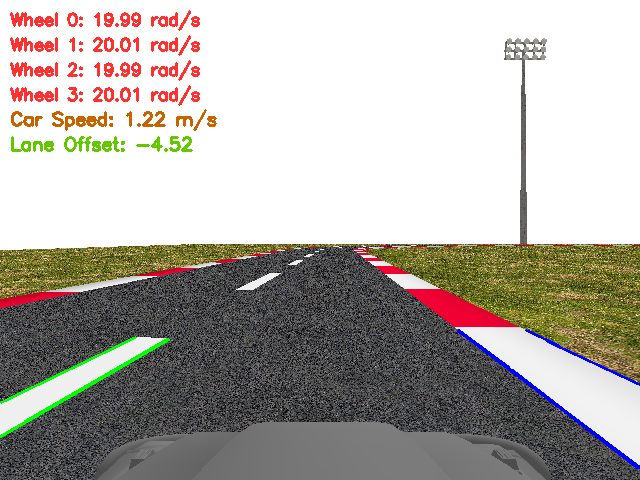 Wheel 0: 19.99 rad/s
Wheel 1: 20.01 rad/s
Wheel 2: 19.99 rad/s
Wheel 3: 20.01 rad/s
Car Speed: 1.22 m/s
Lane Offset: -4.52